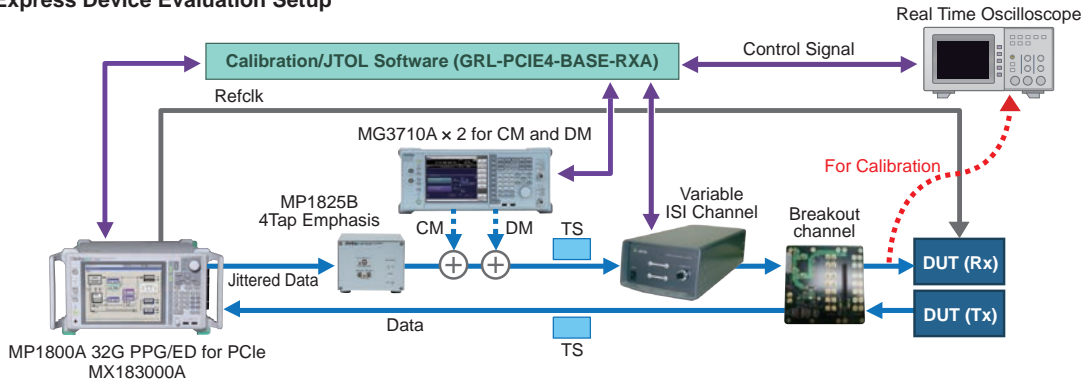 Express Device Evaluation Setup
Real Time Oscilloscope
Control Signal
Calibration/JTOL Software (GRL-PCIE4-BASE-RXA)
Refclk
MG3710A × 2 for CM and DM
For Calibration
MP1825B
4Tap Emphasis
Variable
ISI Channel
Breakout
channel
CM
DM
TS
Jittered Data
DUT (Rx)
DUT (Tx)
Data
TS
MP1800A 32G PPG/ED for PCIe
MX183000A